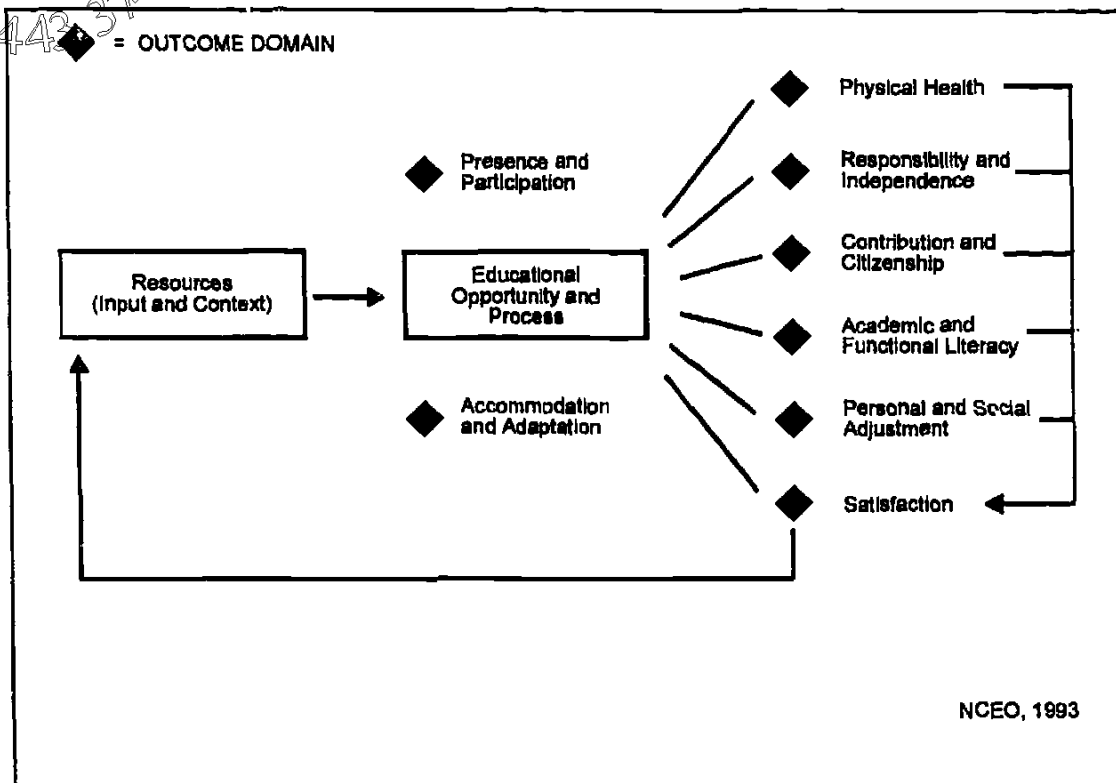 = OUTCOME DOMAIN
Presence and
Participation
Resources
(Input and Context)
Educational
Opportunity and
Process
Accommodation
and Adaptation
Physical Health
Responsibility and
Independence
Contribution and
Citizenship
Academic and
Functional Literacy
Personal and Social
Adjustment
Satisfaction
NCEO, 1993